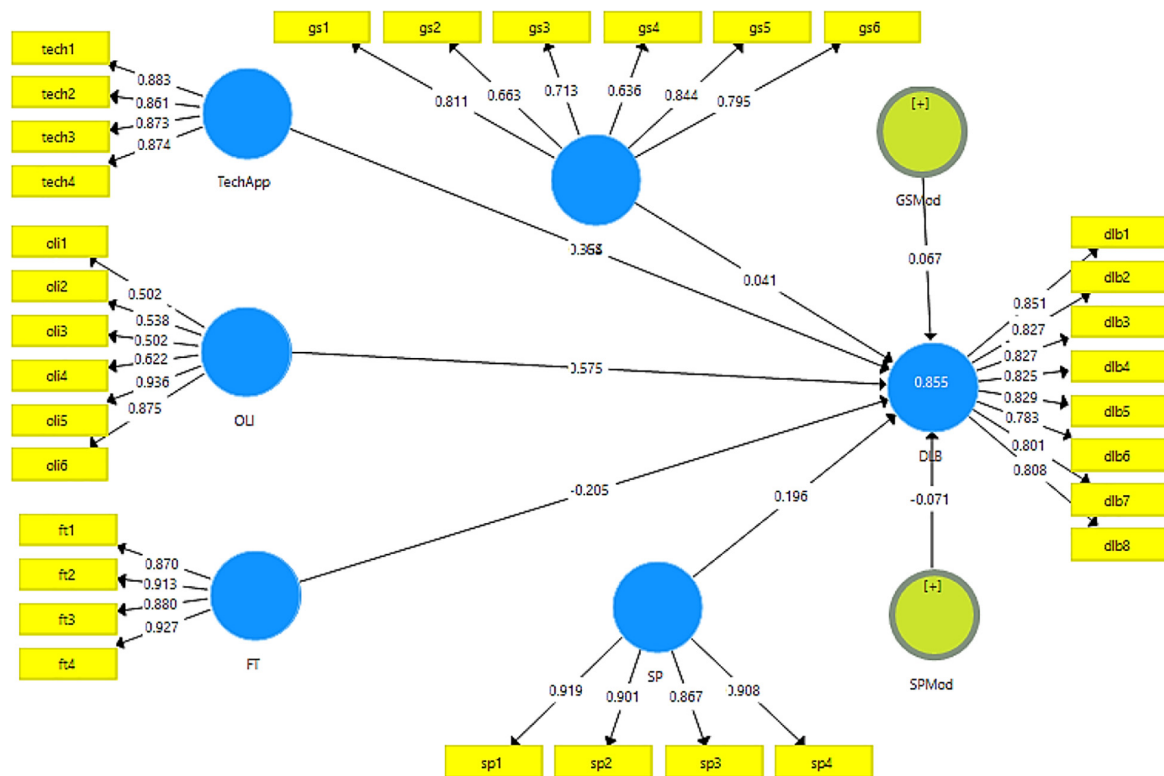 gs1 gs2 gs3 gs4 gs5 gs6
tech1
tech2
tech3
tech4
0.883
0.861
0.873
0.874
TechApp
0.811
0.663
0.713
0.636
0.844
0.795
[+]
GSMod
0.067
0.041
oli1
oli2
oli3
oli4
oli5
oli6
0.502
0.538
0.502
0.622
0.936
0.875
OLI
0.575
0.855
DLB
dlb1
dlb2
dlb3
dlb4
dlb5
dlb6
dlb7
dlb8
0.851
0.827
0.827
0.825
0.829
0.783
0.801
0.808
ft1
ft2
ft3
ft4
0.870
0.913
0.880
0.927
FT
-0.205
0.196
-0.071
[+]
SPMod
SP
0.919
0.901
0.867
0.908
sp1 sp2 sp3 sp4